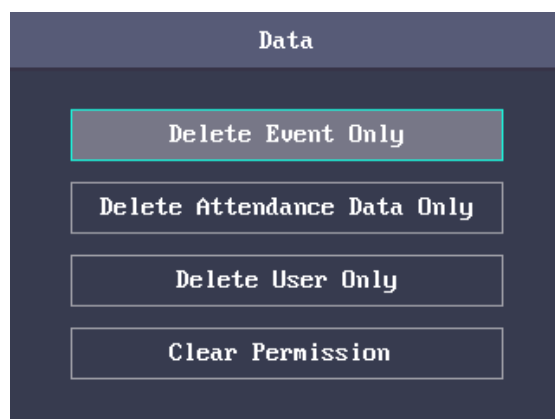 Data
Delete Event Only
Delete Attendance Data Only
Delete User Only
Clear Permission